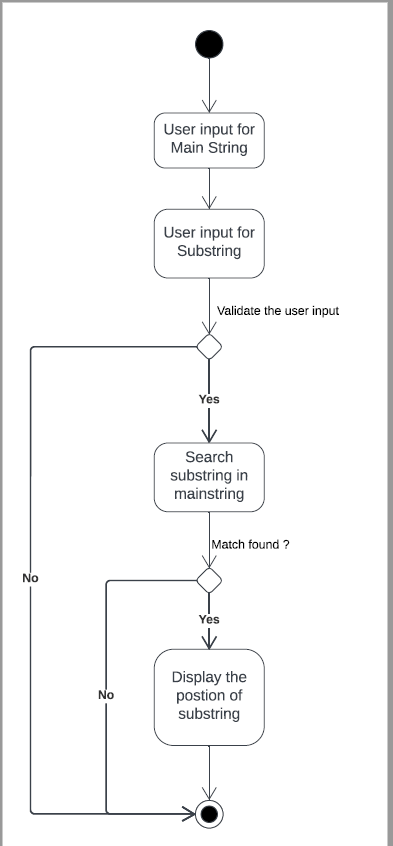 User input for
Main String
User input for
Substring
Validate the user input
Yes
Search
substring in
mainstring
Match found ?
No
Yes
Display the
postion of
substring
No